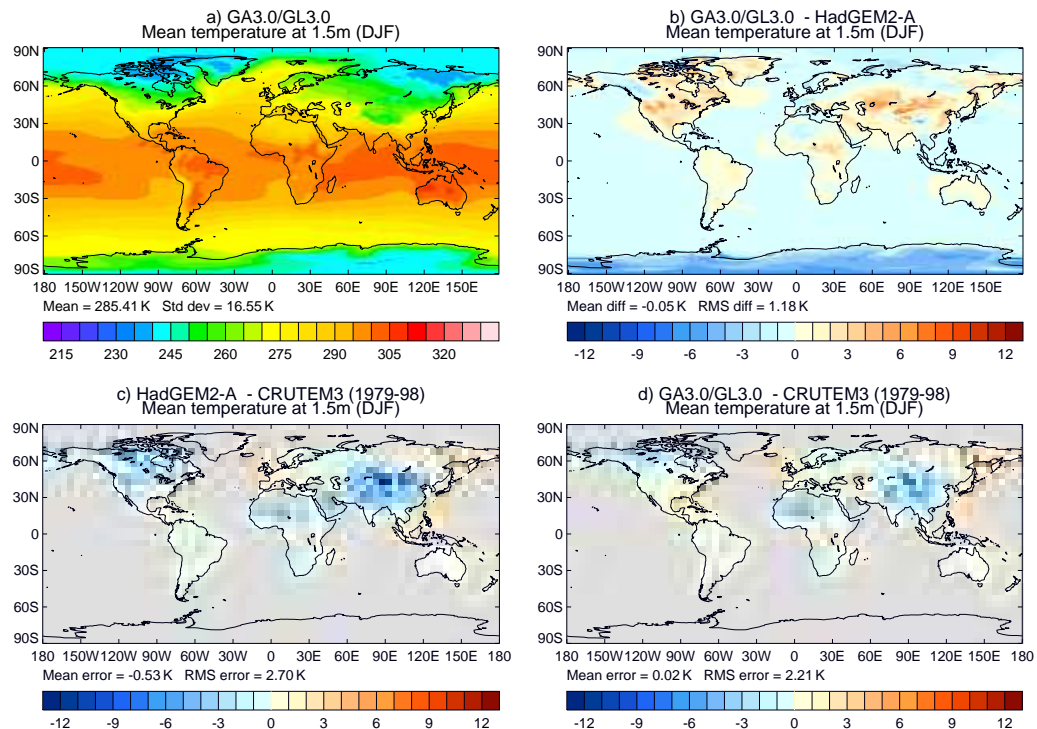 a) GA3.0/GL3.0
Mean temperature at 1.5m (DJF)
90N
60N
30N
0
30S
60S
90S
180 150W 120W 90W 60W 30W 0 30E 60E 90E 120E 150E
Mean = 285.41 K Std dev = 16.55 K
215 230 245 260 275 290 305 320
b) GA3.0/GL3.0 - HadGEM2-A
Mean temperature at 1.5m (DJF)
90N
60N
30N
0
30S
60S
90S
180 150W 120W 90W 60W 30W 0 30E 60E 90E 120E 150E
Mean diff = -0.05 K RMS diff = 1.18 K
-12 -9 -6 -3 0 3 6 9 12
c) HadGEM2-A - CRUTEM3 (1979-98)
Mean temperature at 1.5m (DJF)
90N
60N
30N
0
30S
60S
90S
180 150W 120W 90W 60W 30W 0 30E 60E 90E 120E 150E 180
Mean error = -0.53 K RMS error = 2.70 K
-12 -9 -6 -3 0 3 6 9 12
d) GA3.0/GL3.0 - CRUTEM3 (1979-98)
Mean temperature at 1.5m (DJF)
90N
60N
30N
0
30S
60S
90S
180 150W 120W 90W 60W 30W 0 30E 60E 90E 120E 150E 180
Mean error = 0.02 K RMS error = 2.21 K
-12 -9 -6 -3 0 3 6 9 12